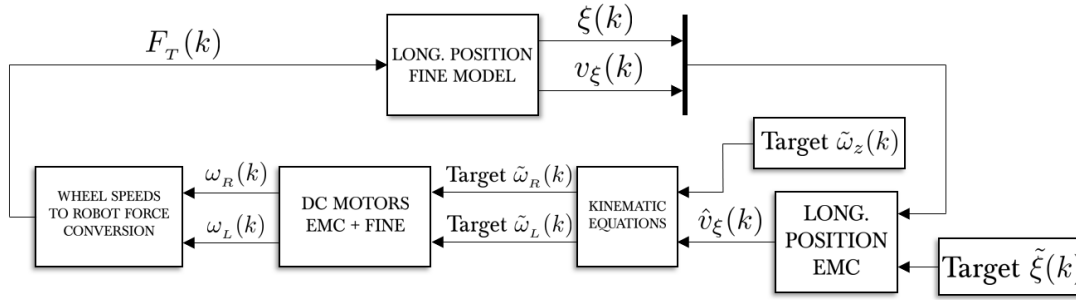 F_T(k)
LONG. POSITION
FINE MODEL
ξ(k)
v_ξ(k)
Target ω̃_z(k)
WHEEL SPEEDS
TO ROBOT FORCE
CONVERSION
ω_R(k)
ω_L(k)
DC MOTORS
EMC + FINE
Target ω̃_R(k)
Target ω̃_L(k)
KINEMATIC
EQUATIONS
v̂_ξ(k)
LONG.
POSITION
EMC
Target ξ̃(k)